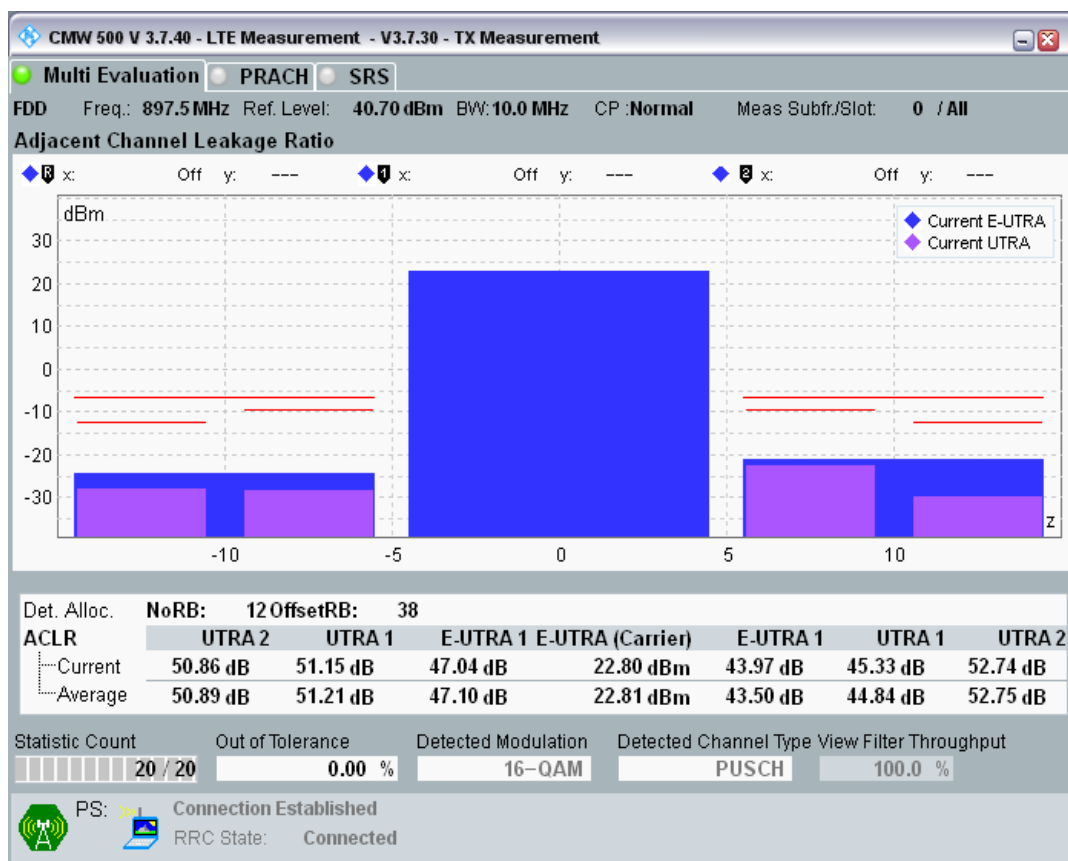 CMW 500 V 3.7.40 - LTE Measurement - V3.7.30 - TX Measurement
Multi Evaluation PRACH SRS
FDD Freq.: 897.5 MHz Ref. Level: 40.70 dBm BW: 10.0 MHz CP :Normal Meas Subfr./Slot: 0 / All
Adjacent Channel Leakage Ratio
R x: Off y: --- 1 x: Off y: --- 2 x: Off y: ---
dBm
Current E-UTRA
Current UTRA
30
20
10
0
-10
-20
-30
z
-10 -5 0 5 10
Det. Alloc. NoRB: 12 OffsetRB: 38
ACLR UTRA 2 UTRA 1 E-UTRA 1 E-UTRA (Carrier) E-UTRA 1 UTRA 1 UTRA 2
Current 50.86 dB 51.15 dB 47.04 dB 22.80 dBm 43.97 dB 45.33 dB 52.74 dB
Average 50.89 dB 51.21 dB 47.10 dB 22.81 dBm 43.50 dB 44.84 dB 52.75 dB
Statistic Count Out of Tolerance Detected Modulation Detected Channel Type View Filter Throughput
20 / 20 0.00 % 16-QAM PUSCH 100.0 %
PS: Connection Established
RRC State: Connected